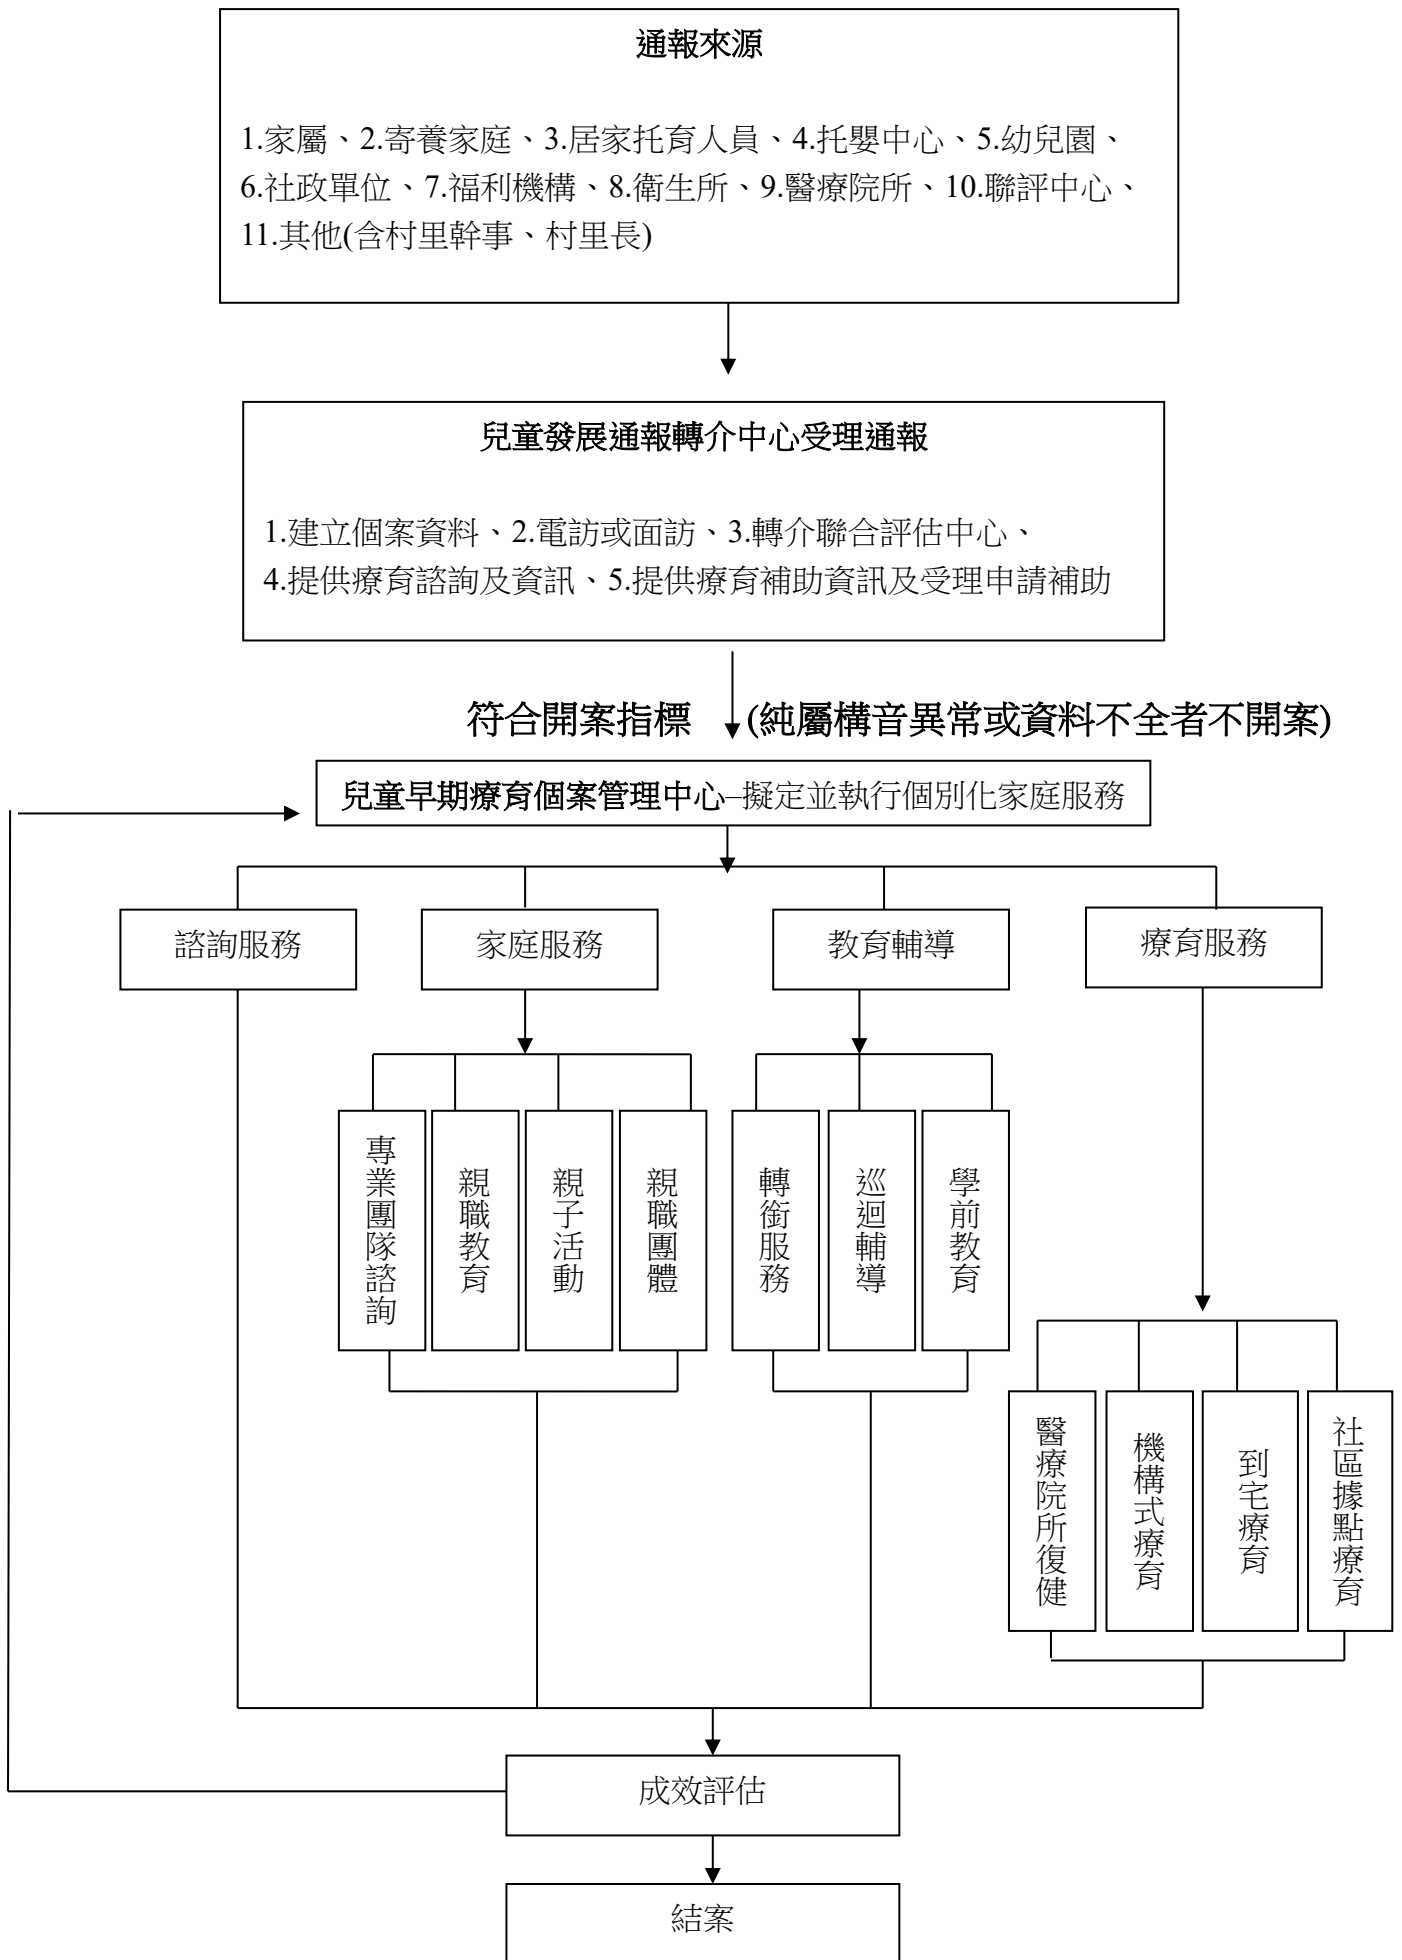 通報來源
1.家屬、2.寄養家庭、3.居家托育人員、4.托嬰中心、5.幼兒園、
6.社政單位、7.福利機構、8.衛生所、9.醫療院所、10.聯評中心、
11.其他(含村里幹事、村里長)
兒童發展通報轉介中心受理通報
1.建立個案資料、2.電訪或面訪、3.轉介聯合評估中心、
4.提供療育諮詢及資訊、5.提供療育補助資訊及受理申請補助
符合開案指標 (純屬構音異常或資料不全者不開案)
兒童早期療育個案管理中心–擬定並執行個別化家庭服務
諮詢服務
家庭服務
教育輔導
療育服務
專業團隊諮詢
親職教育
親子活動
親職團體
轉銜服務
巡迴輔導
學前教育
醫療院所復健
機構式療育
到宅療育
社區據點療育
成效評估
結案